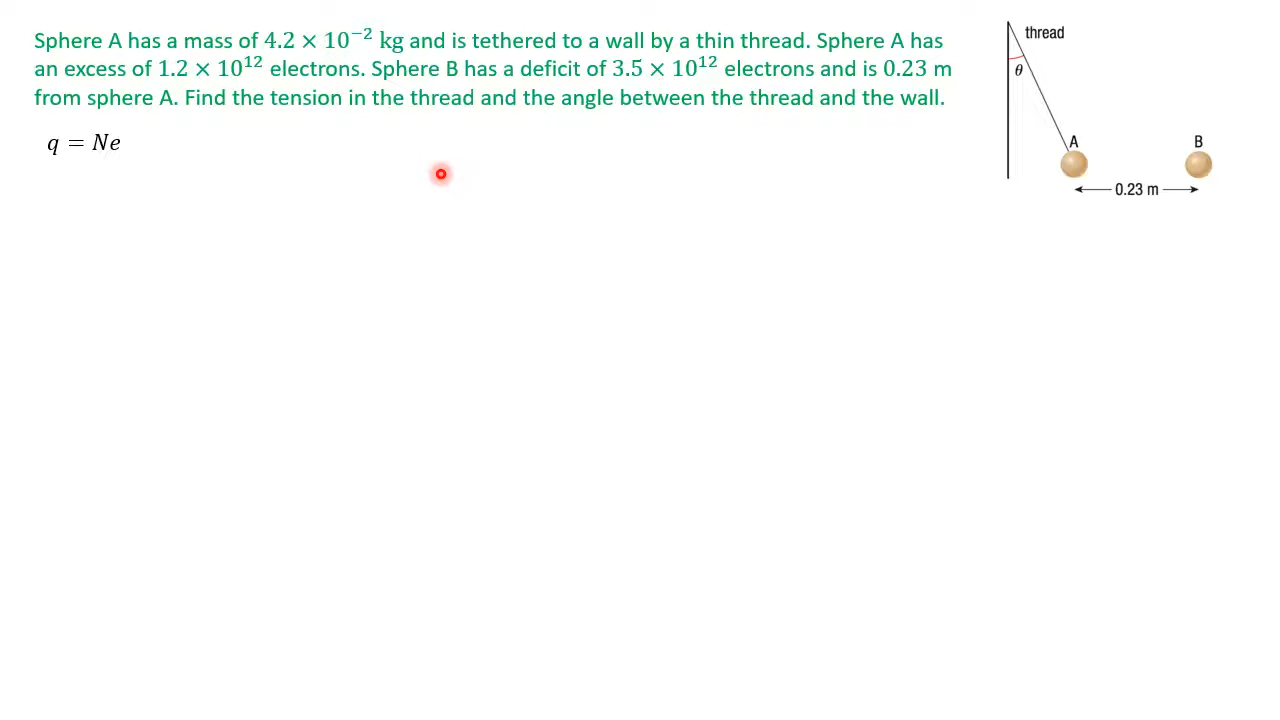 Sphere A has a mass of 4.2 × 10⁻² kg and is tethered to a wall by a thin thread. Sphere A has
an excess of 1.2 × 10¹² electrons. Sphere B has a deficit of 3.5 × 10¹² electrons and is 0.23 m
from sphere A. Find the tension in the thread and the angle between the thread and the wall.
q = Ne
thread
θ
A
B
0.23 m